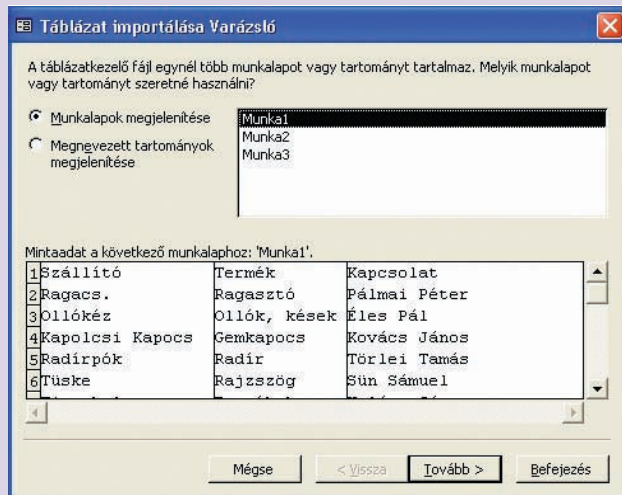 Táblázat importálása Varázsló
A táblázatkezelő fájl egynél több munkalapot vagy tartományt tartalmaz. Melyik munkalapot
vagy tartományt szeretné használni?
Munkalapok megjelenítése
Megnevezett tartományok
megjelenítése
Munka1
Munka2
Munka3
Mintaadat a következő munkalaphoz: 'Munka1'.
1 Szállító Termék Kapcsolat
2 Ragacs. Ragasztó Pálmai Péter
3 Ollókéz Ollók, kések Éles Pál
4 Kapolcsi Kapocs Gemkapocs Kovács János
5 Radírpók Radír Törlei Tamás
6 Tüske Rajzszög Sün Sámuel
Mégse < Vissza Tovább > Befejezés